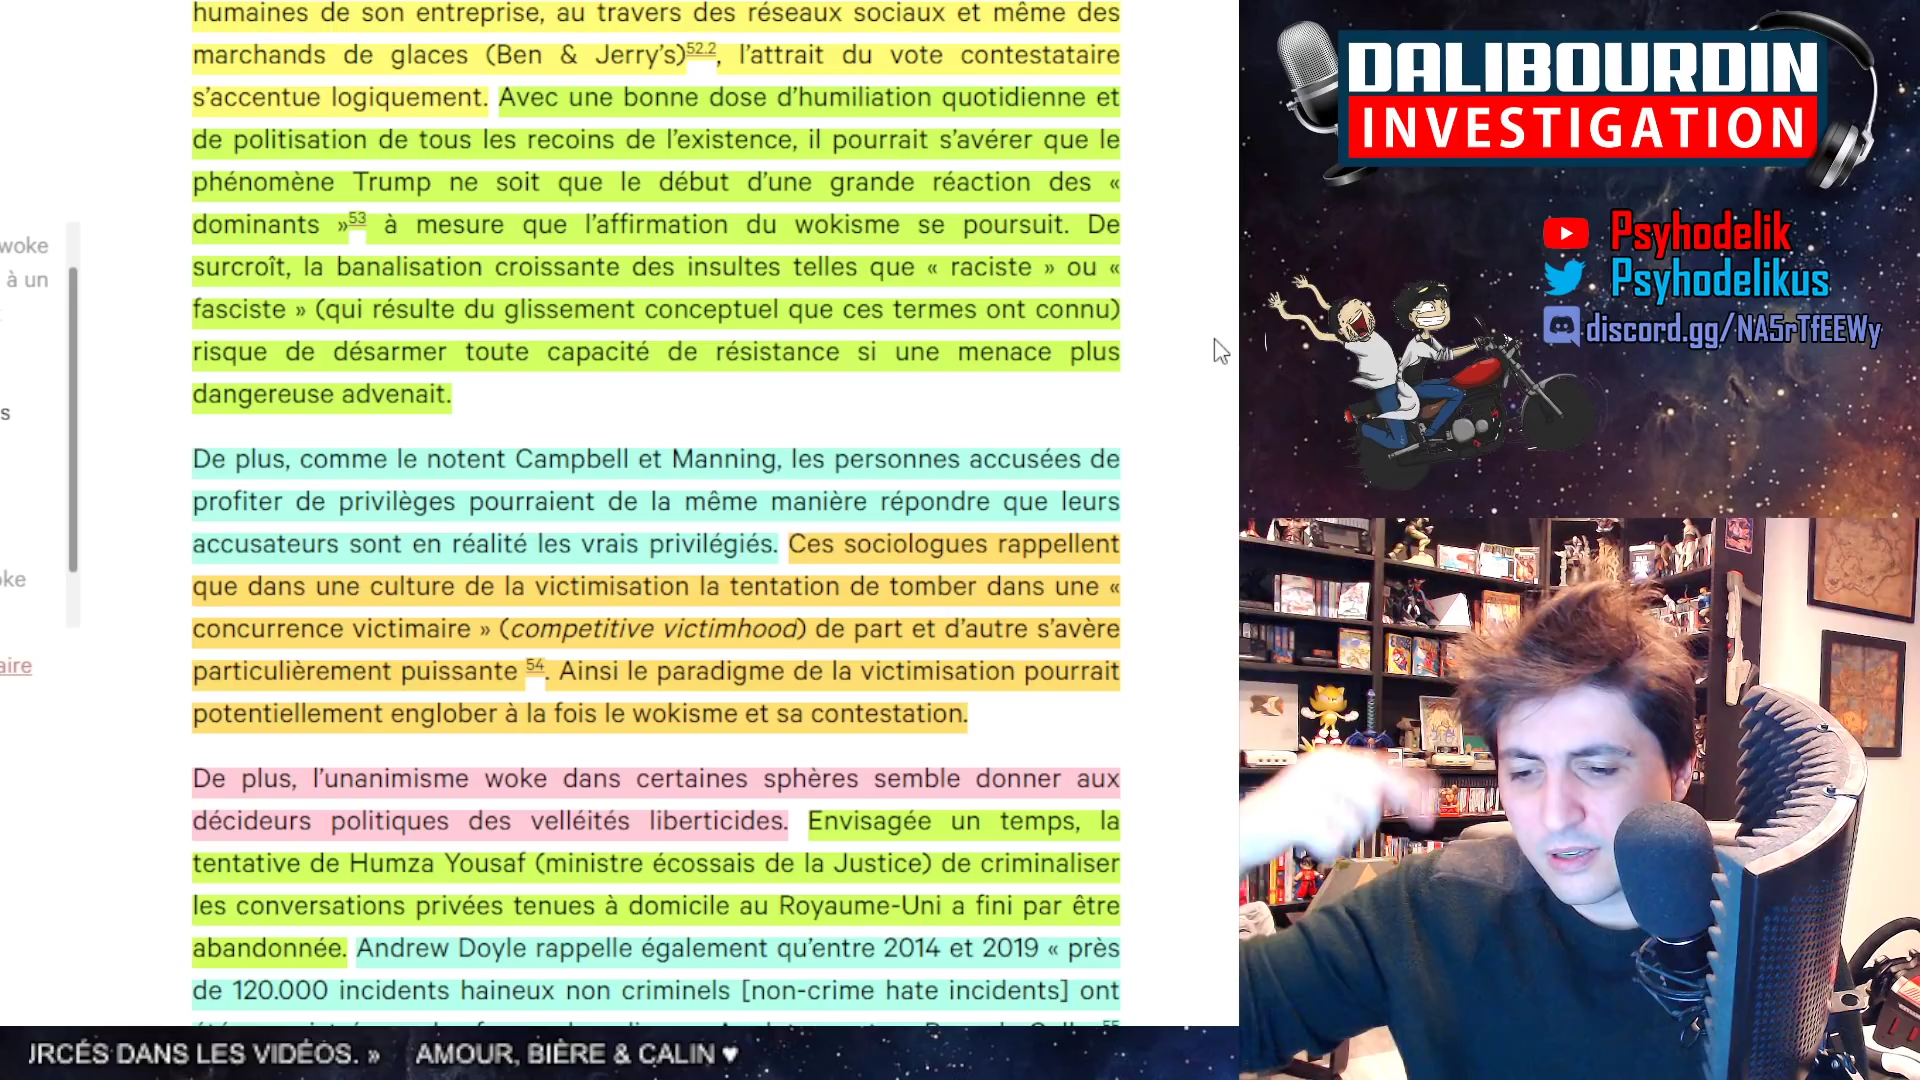 humaines de son entreprise, au travers des réseaux sociaux et même des
marchands de glaces (Ben & Jerry’s)52.2, l’attrait du vote contestataire
s’accentue logiquement. Avec une bonne dose d’humiliation quotidienne et
de politisation de tous les recoins de l’existence, il pourrait s’avérer que le
phénomène Trump ne soit que le début d’une grande réaction des «
dominants »53 à mesure que l’affirmation du wokisme se poursuit. De
surcroît, la banalisation croissante des insultes telles que « raciste » ou «
fasciste » (qui résulte du glissement conceptuel que ces termes ont connu)
risque de désarmer toute capacité de résistance si une menace plus
dangereuse advenait.
De plus, comme le notent Campbell et Manning, les personnes accusées de
profiter de privilèges pourraient de la même manière répondre que leurs
accusateurs sont en réalité les vrais privilégiés. Ces sociologues rappellent
que dans une culture de la victimisation la tentation de tomber dans une «
concurrence victimaire » (competitive victimhood) de part et d’autre s’avère
particulièrement puissante 54. Ainsi le paradigme de la victimisation pourrait
potentiellement englober à la fois le wokisme et sa contestation.
De plus, l’unanimisme woke dans certaines sphères semble donner aux
décideurs politiques des velléités liberticides. Envisagée un temps, la
tentative de Humza Yousaf (ministre écossais de la Justice) de criminaliser
les conversations privées tenues à domicile au Royaume-Uni a fini par être
abandonnée. Andrew Doyle rappelle également qu’entre 2014 et 2019 « près
de 120.000 incidents haineux non criminels [non-crime hate incidents] ont
woke
à un
s
oke
aire
DALIBOURDIN
INVESTIGATION
Psyhodelik
Psyhodelikus
discord.gg/NA5rTfEEWy
URCÉS DANS LES VIDÉOS. » AMOUR, BIÈRE & CALIN ♥